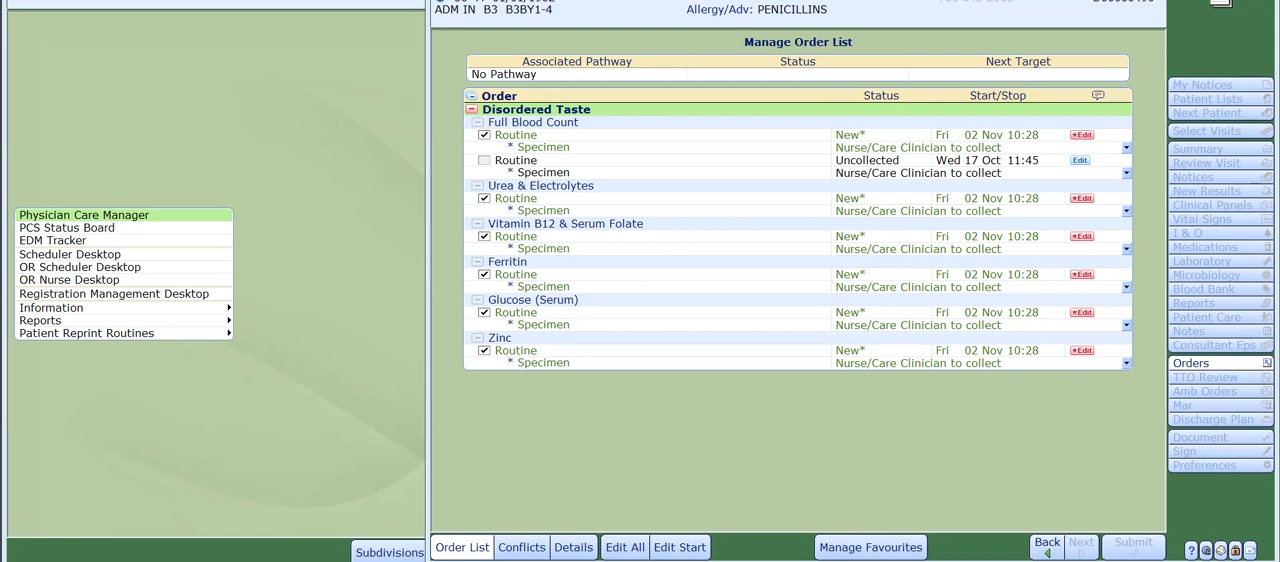 ADM IN B3 B3BY1-4
Allergy/Adv: PENICILLINS
Manage Order List
Associated Pathway Status Next Target
No Pathway
Order Status Start/Stop
Disordered Taste
Full Blood Count
Routine New* Fri 02 Nov 10:28 *Edit
* Specimen Nurse/Care Clinician to collect
Routine Uncollected Wed 17 Oct 11:45 Edit
* Specimen Nurse/Care Clinician to collect
Urea & Electrolytes
Routine New* Fri 02 Nov 10:28 *Edit
* Specimen Nurse/Care Clinician to collect
Vitamin B12 & Serum Folate
Routine New* Fri 02 Nov 10:28 *Edit
* Specimen Nurse/Care Clinician to collect
Ferritin
Routine New* Fri 02 Nov 10:28 *Edit
* Specimen Nurse/Care Clinician to collect
Glucose (Serum)
Routine New* Fri 02 Nov 10:28 *Edit
* Specimen Nurse/Care Clinician to collect
Zinc
Routine New* Fri 02 Nov 10:28 *Edit
* Specimen Nurse/Care Clinician to collect
Physician Care Manager
PCS Status Board
EDM Tracker
Scheduler Desktop
OR Scheduler Desktop
OR Nurse Desktop
Registration Management Desktop
Information
Reports
Patient Reprint Routines
My Notices
Patient Lists
Next Patient
Select Visits
Summary
Review Visit
Notices
New Results
Clinical Panels
Vital Signs
I & O
Medications
Laboratory
Microbiology
Blood Bank
Reports
Patient Care
Notes
Consultant Eps
Orders
TTO Review
Amb Orders
Mar
Discharge Plan
Document
Sign
Preferences
Subdivisions
Order List Conflicts Details Edit All Edit Start Manage Favourites Back Next Submit
?